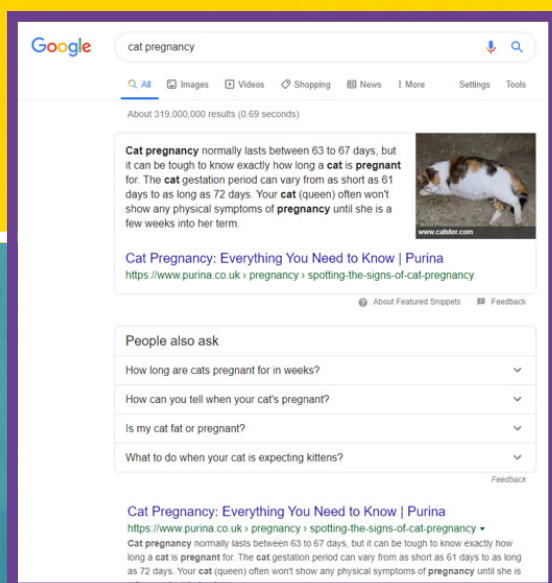 Google
cat pregnancy
All Images Videos Shopping News More Settings Tools
About 319,000,000 results (0.69 seconds)
Cat pregnancy normally lasts between 63 to 67 days, but
it can be tough to know exactly how long a cat is pregnant
for. The cat gestation period can vary from as short as 61
days to as long as 72 days. Your cat (queen) often won't
show any physical symptoms of pregnancy until she is a
few weeks into her term.
www.catster.com
Cat Pregnancy: Everything You Need to Know | Purina
https://www.purina.co.uk › pregnancy › spotting-the-signs-of-cat-pregnancy
About Featured Snippets Feedback
People also ask
How long are cats pregnant for in weeks?
How can you tell when your cat's pregnant?
Is my cat fat or pregnant?
What to do when your cat is expecting kittens?
Feedback
Cat Pregnancy: Everything You Need to Know | Purina
https://www.purina.co.uk › pregnancy › spotting-the-signs-of-cat-pregnancy
Cat pregnancy normally lasts between 63 to 67 days, but it can be tough to know exactly how
long a cat is pregnant for. The cat gestation period can vary from as short as 61 days to as long
as 72 days. Your cat (queen) often won't show any physical symptoms of pregnancy until she is